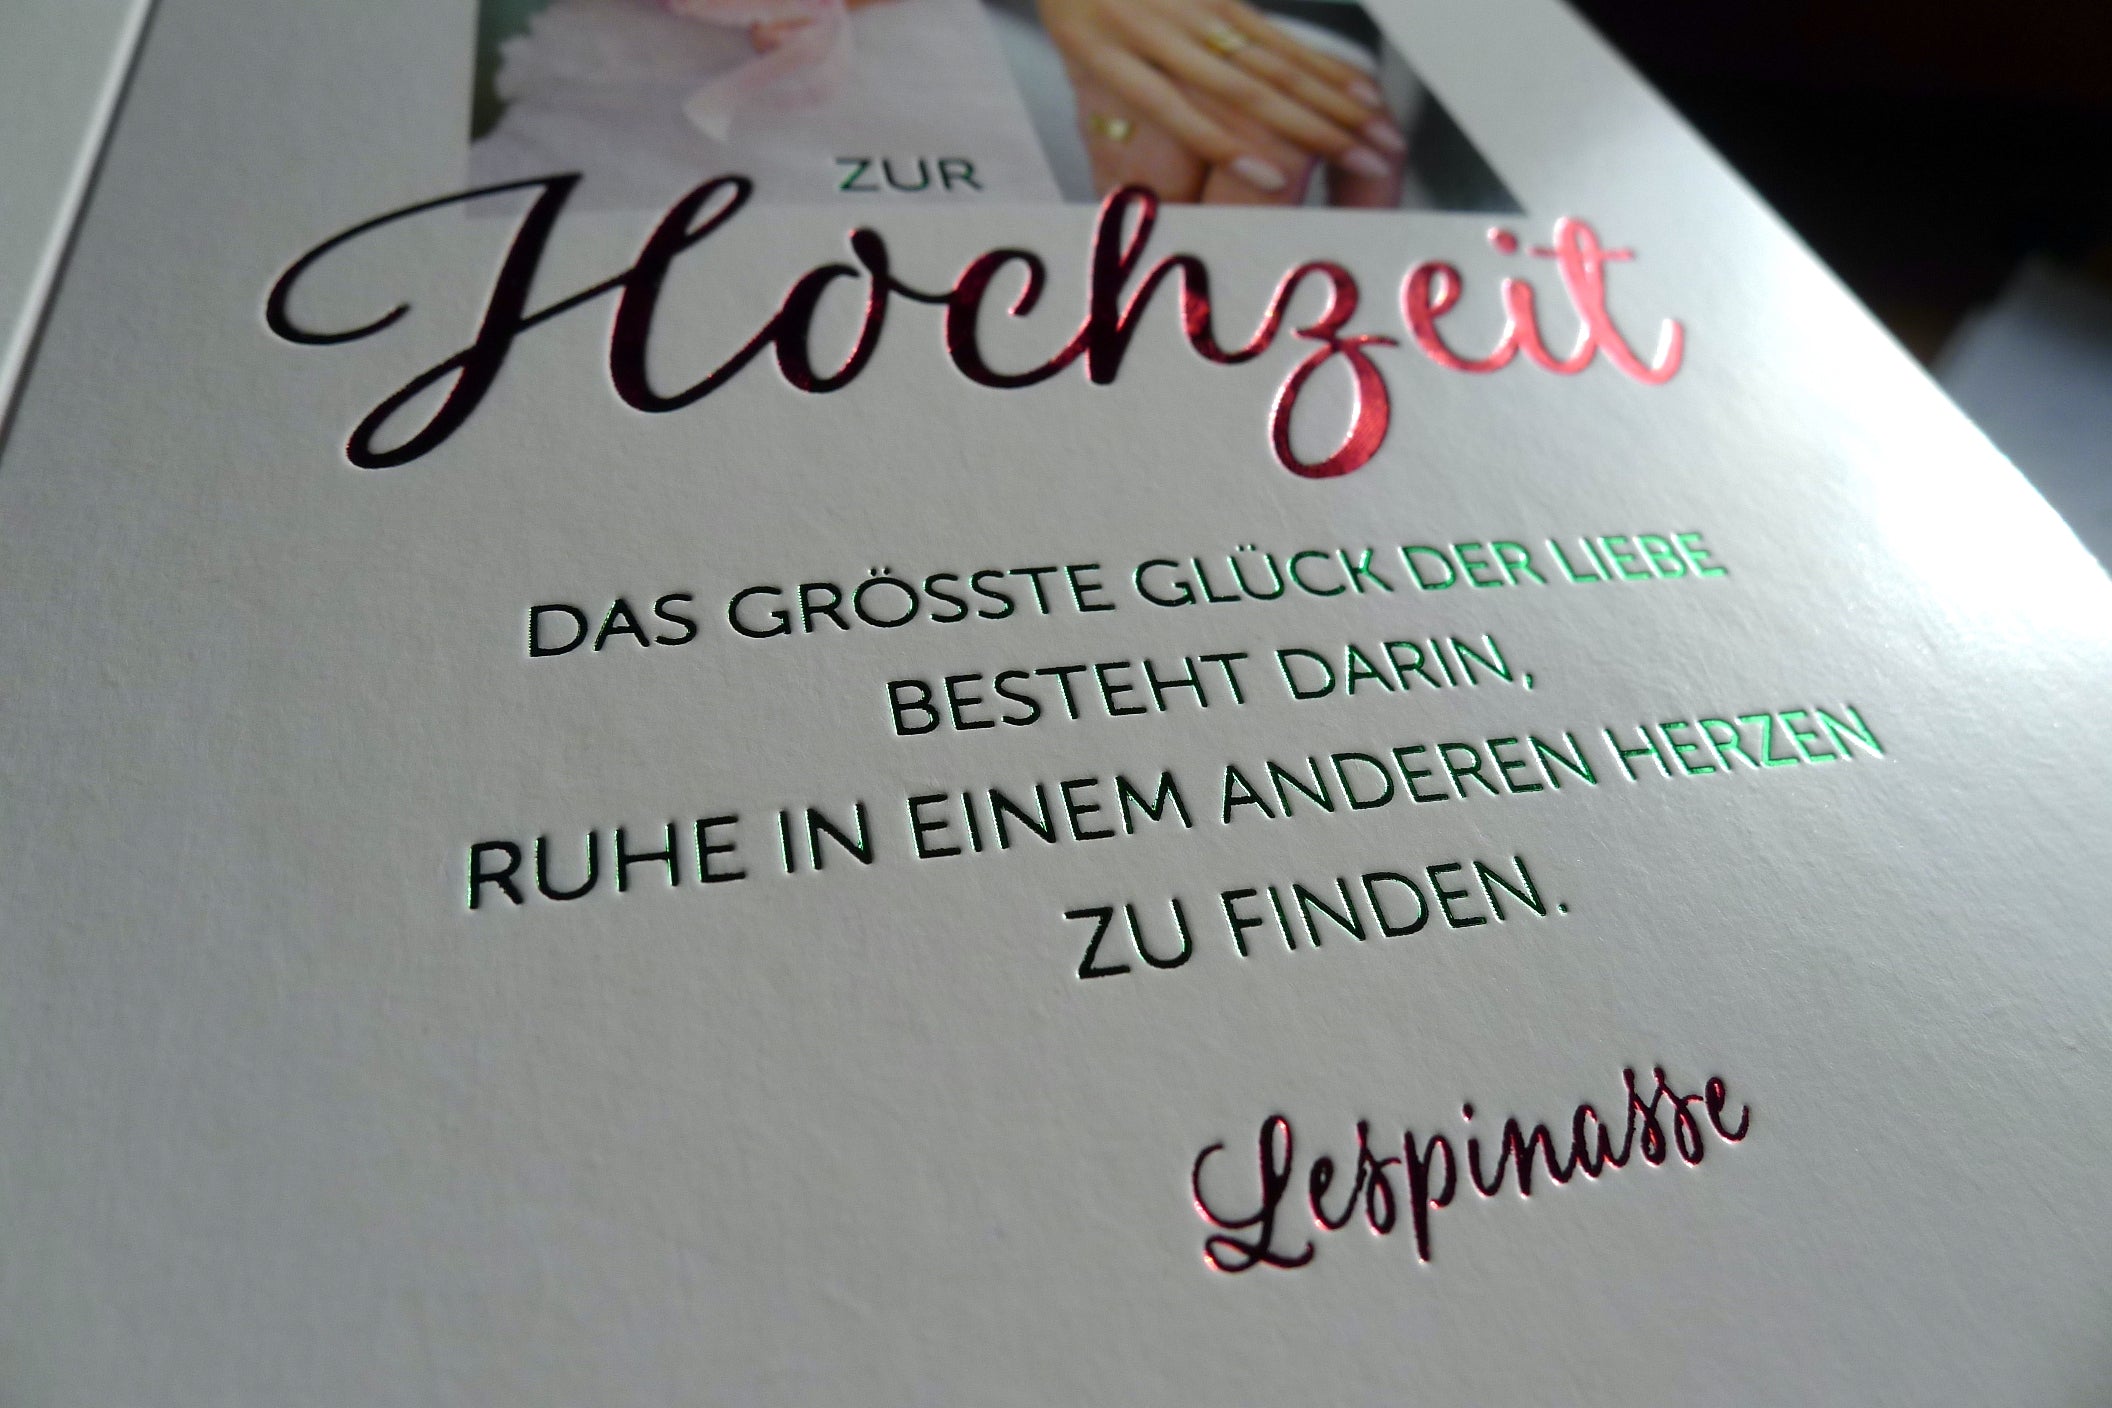 ZUR
Hochzeit
DAS GRÖSSTE GLÜCK DER LIEBE
BESTEHT DARIN,
RUHE IN EINEM ANDEREN HERZEN
ZU FINDEN.
Lespinasse